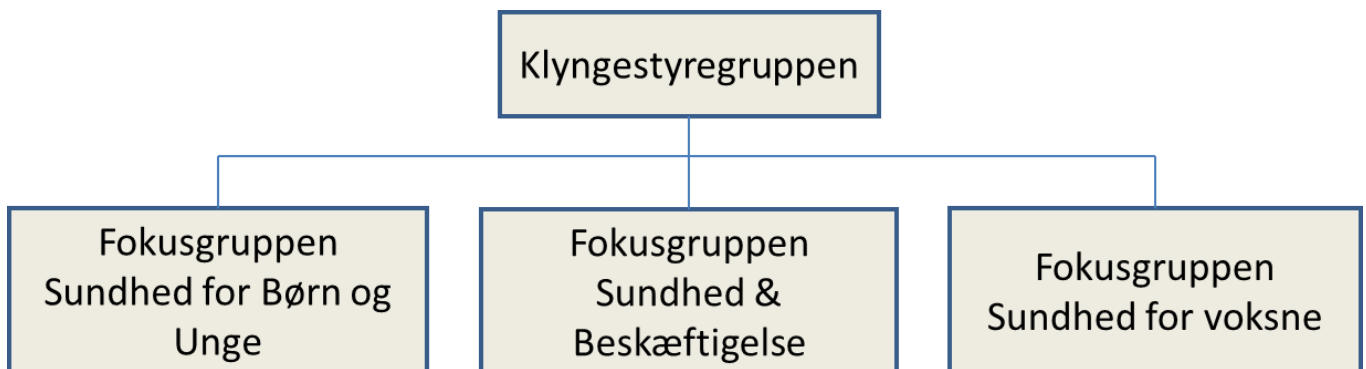 Klyngestyregruppen
Fokusgruppen
Sundhed for Børn og
Unge
Fokusgruppen
Sundhed &
Beskæftigelse
Fokusgruppen
Sundhed for voksne